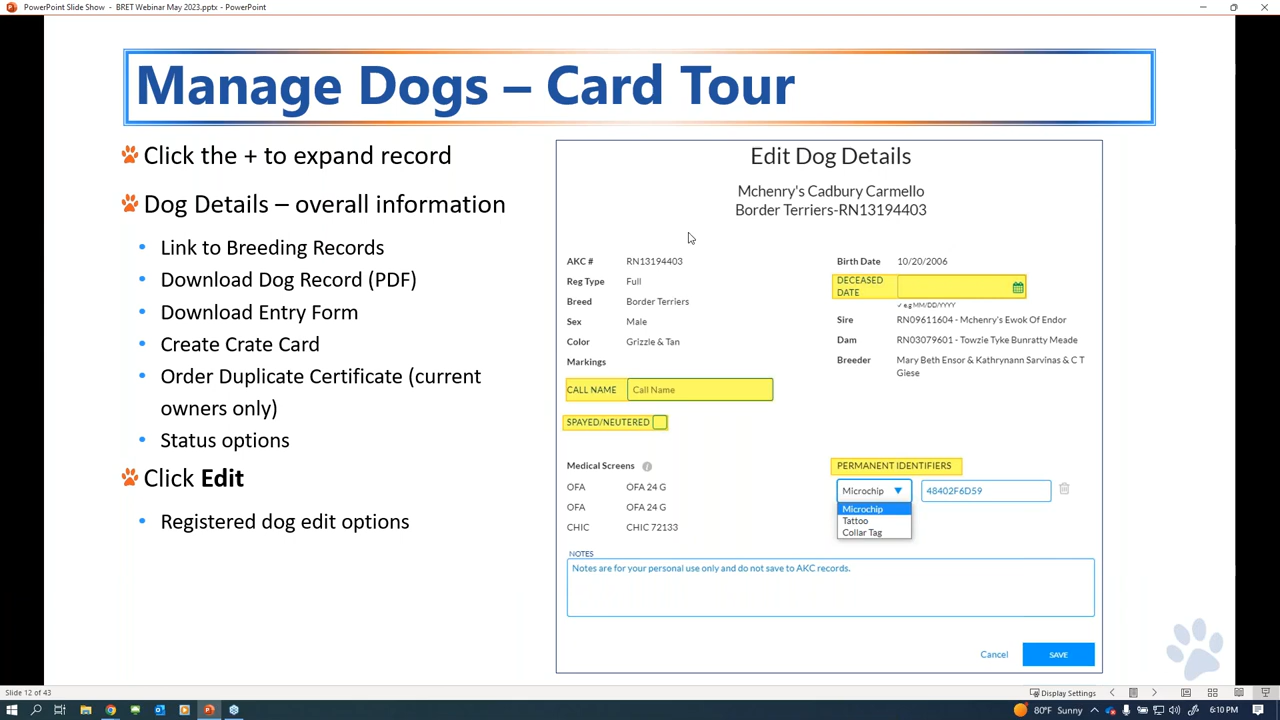 PowerPoint Slide Show - BRET Webinar May 2023.pptx - PowerPoint
Manage Dogs – Card Tour
Click the + to expand record
Dog Details – overall information
• Link to Breeding Records
• Download Dog Record (PDF)
• Download Entry Form
• Create Crate Card
• Order Duplicate Certificate (current
owners only)
• Status options
Click Edit
• Registered dog edit options
Edit Dog Details
Mchenry's Cadbury Carmello
Border Terriers-RN13194403
AKC # RN13194403
Reg Type Full
Breed Border Terriers
Sex Male
Color Grizzle & Tan
Markings
CALL NAME Call Name
SPAYED/NEUTERED
Birth Date 10/20/2006
DECEASED
DATE
✓ e.g MM/DD/YYYY
Sire RN09611604 - Mchenry's Ewok Of Endor
Dam RN03079601 - Towzie Tyke Bunratty Meade
Breeder Mary Beth Ensor & Kathrynann Sarvinas & C T
Giese
Medical Screens i
OFA OFA 24 G
OFA OFA 24 G
CHIC CHIC 72133
PERMANENT IDENTIFIERS
Microchip 48402F6D59
Microchip
Tattoo
Collar Tag
NOTES
Notes are for your personal use only and do not save to AKC records.
Cancel SAVE
Slide 12 of 43 Display Settings
80°F Sunny 6:10 PM